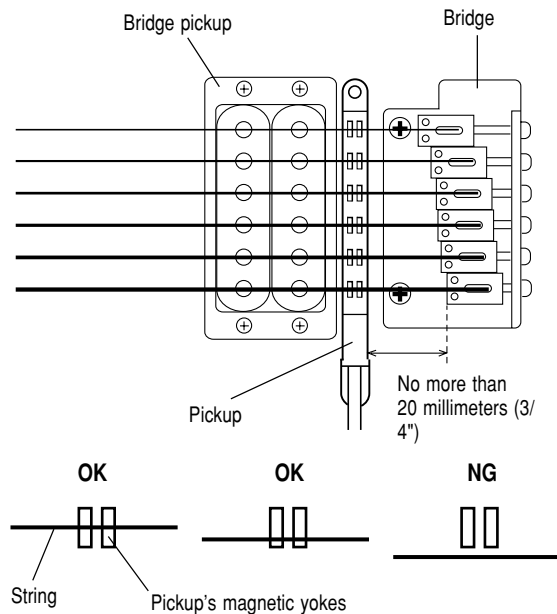 Bridge pickup
Bridge
Pickup
No more than
20 millimeters (3/
4")
OK
OK
NG
String
Pickup's magnetic yokes